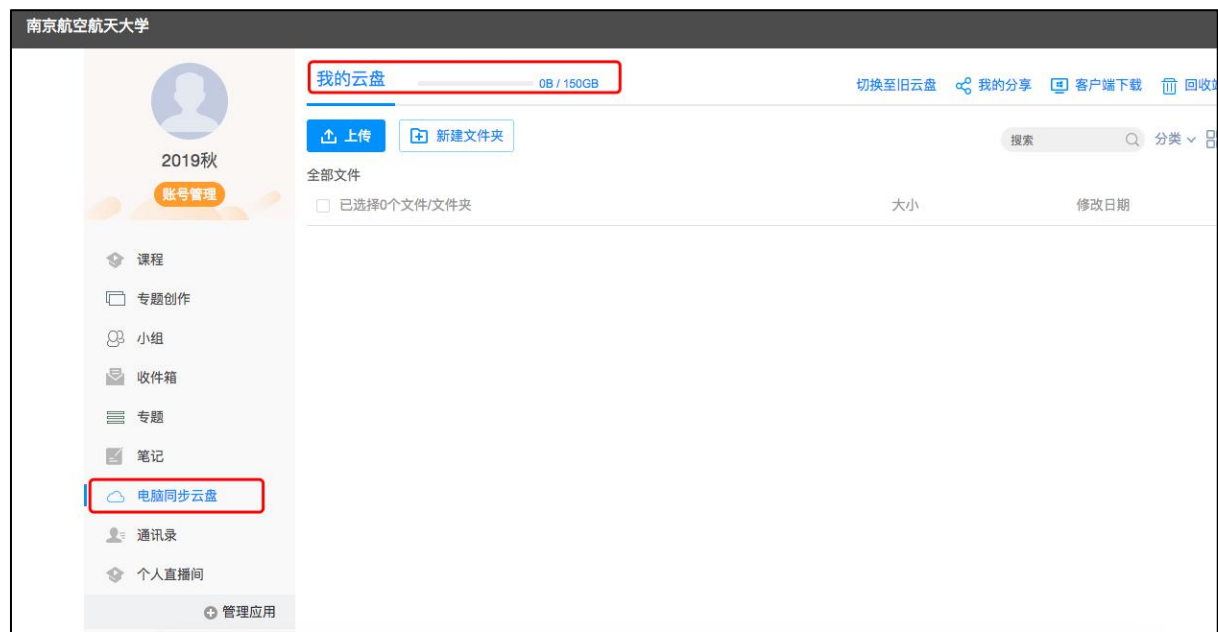 南京航空航天大学
2019秋
账号管理
课程
专题创作
小组
收件箱
专题
笔记
电脑同步云盘
通讯录
个人直播间
管理应用
我的云盘 0B / 150GB
切换至旧云盘 我的分享 客户端下载 回收
上传 新建文件夹 搜索 分类
全部文件
已选择0个文件/文件夹 大小 修改日期